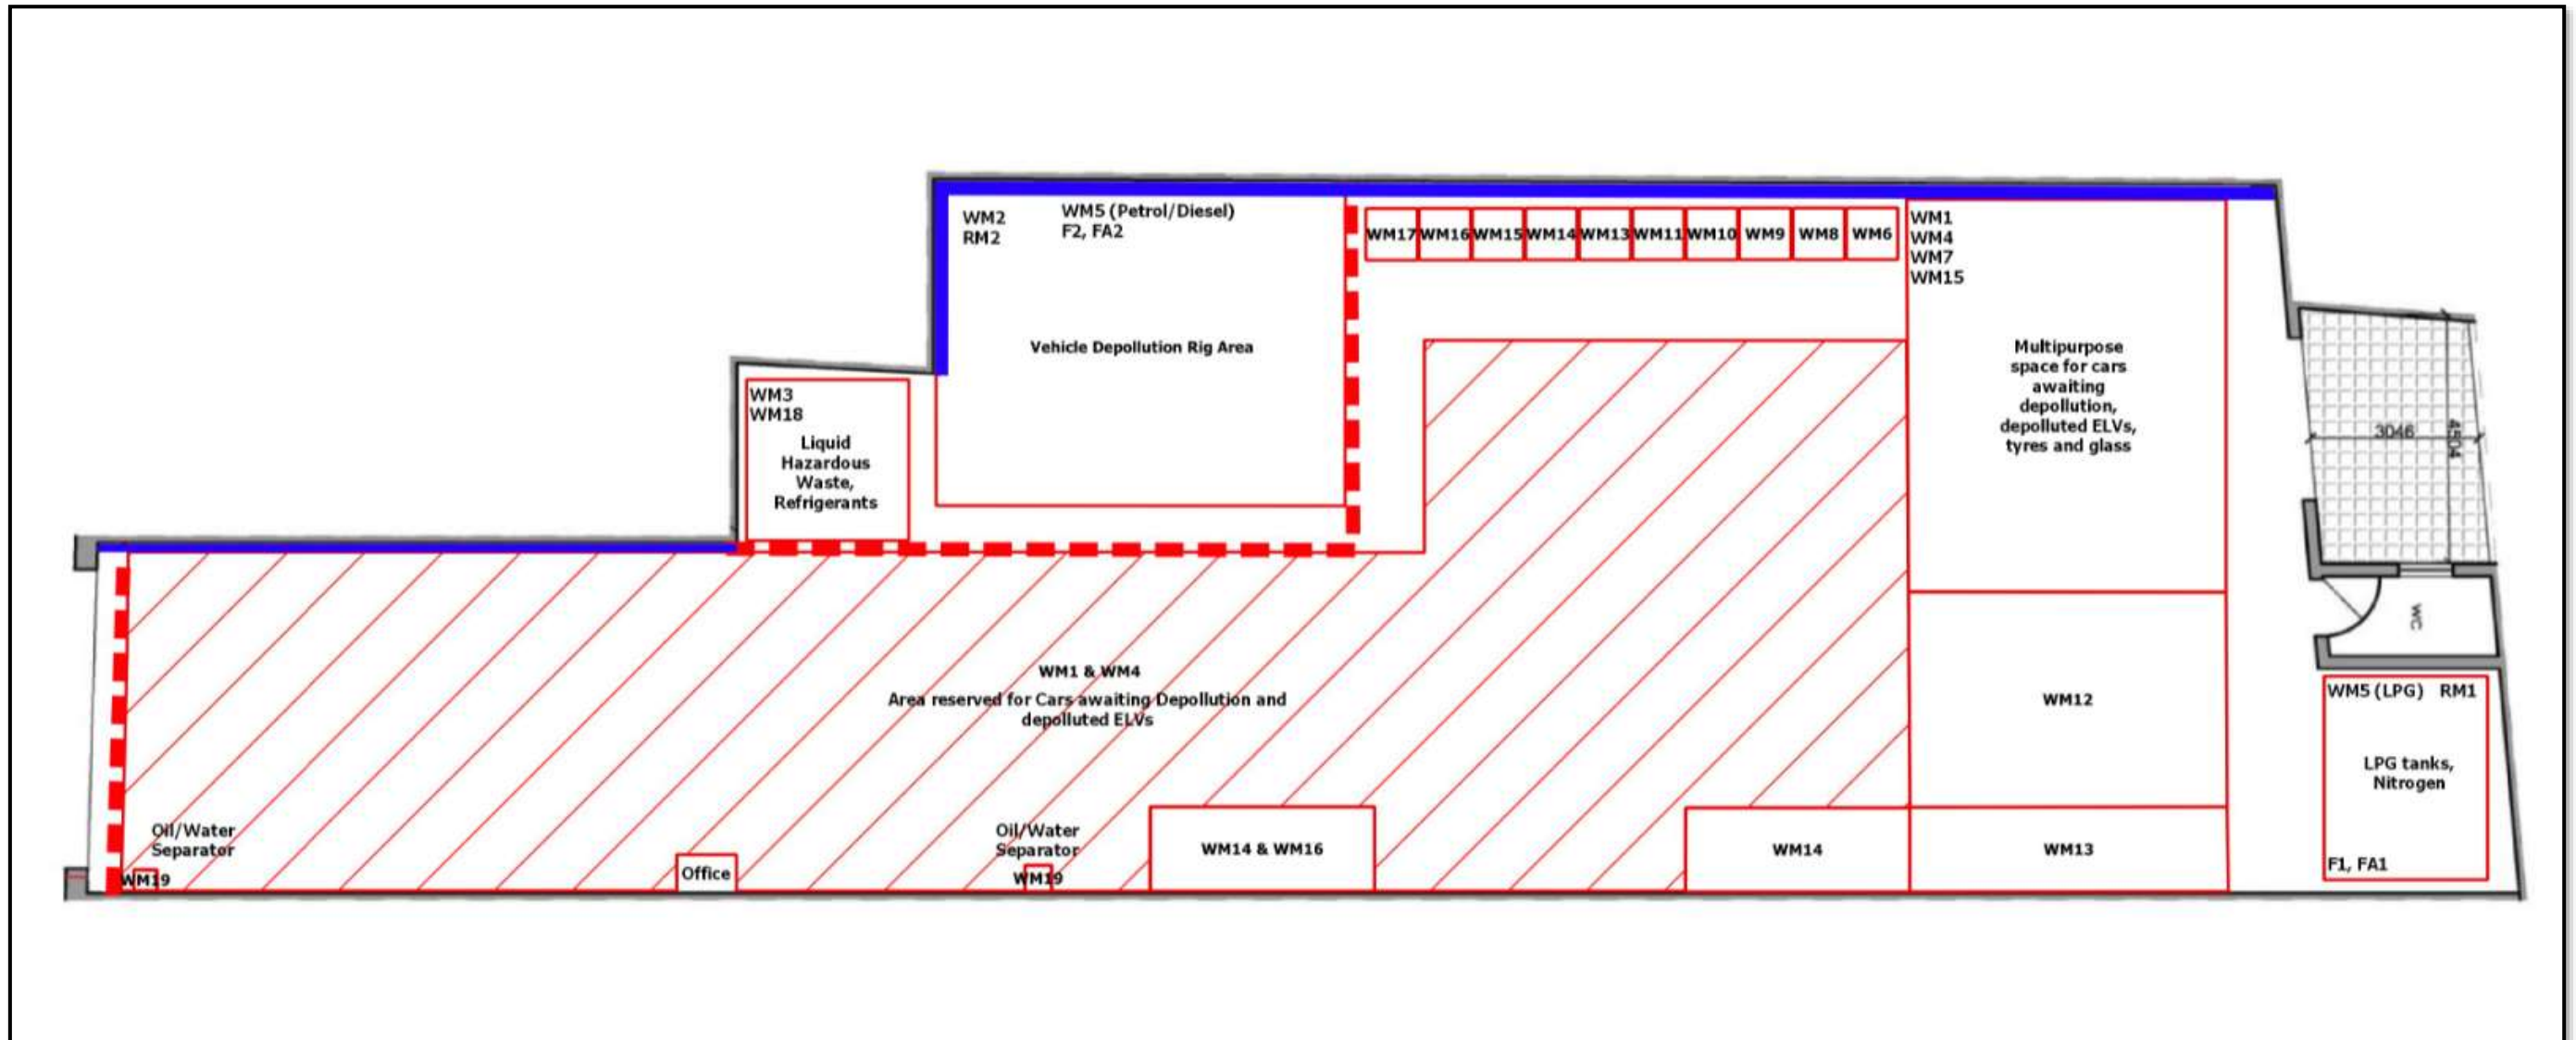 WM2
RM2
WM5 (Petrol/Diesel)
F2, FA2
Vehicle Depollution Rig Area
WM17 WM16 WM15 WM14 WM13 WM11 WM10 WM9 WM8 WM6
WM1
WM4
WM7
WM15
Multipurpose
space for cars
awaiting
depollution,
depolluted ELVs,
tyres and glass
3046
4504
WM3
WM18
Liquid
Hazardous
Waste,
Refrigerants
WC
WM1 & WM4
Area reserved for Cars awaiting Depollution and
depolluted ELVs
WM12
WM5 (LPG) RM1
LPG tanks,
Nitrogen
F1, FA1
Oil/Water
Separator
WM19
Office
Oil/Water
Separator
WM19
WM14 & WM16
WM14
WM13